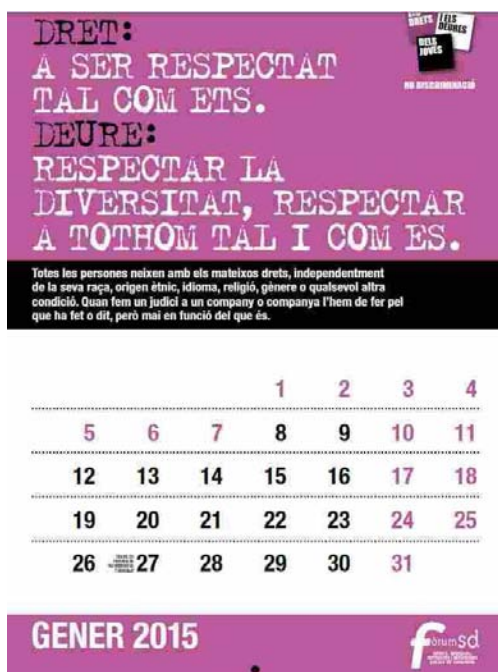 DRET:
A SER RESPECTAT
TAL COM ETS.
DEURE:
RESPECTAR LA
DIVERSITAT, RESPECTAR
A TOTHOM TAL I COM ES.
DRETS I ELS
DEURES
DELS
JOVES
NO DISCRIMINACIÓ
Totes les persones neixen amb els mateixos drets, independentment
de la seva raça, origen ètnic, idioma, religió, gènere o qualsevol altra
condició. Quan fem un judici a un company o companya l'hem de fer pel
que ha fet o dit, però mai en funció del que és.
1 2 3 4
5 6 7 8 9 10 11
12 13 14 15 16 17 18
19 20 21 22 23 24 25
26 27 28 29 30 31
GENER 2015
fòrumSD